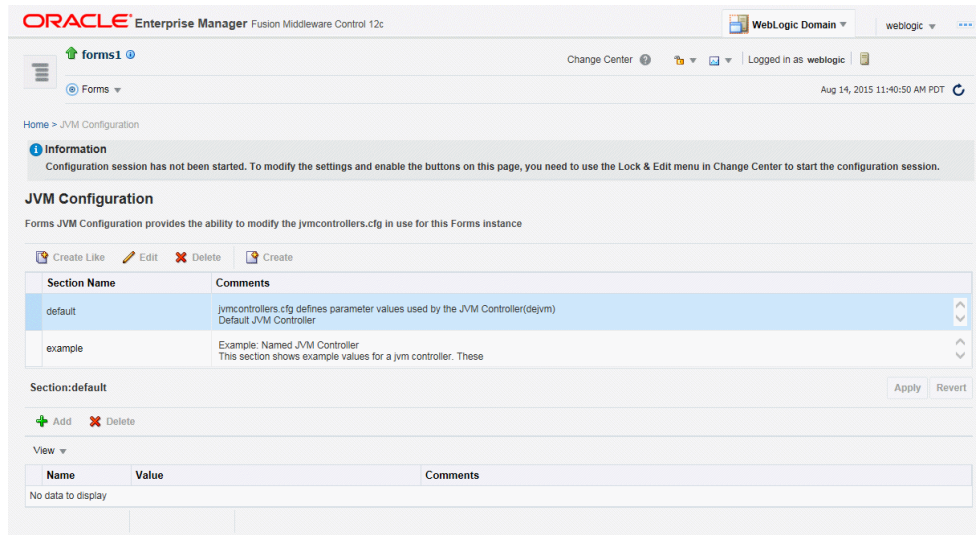 ORACLE Enterprise Manager Fusion Middleware Control 12c
WebLogic Domain
weblogic
forms1
Change Center
Logged in as weblogic
Forms
Aug 14, 2015 11:40:50 AM PDT
Home > JVM Configuration
Information
Configuration session has not been started. To modify the settings and enable the buttons on this page, you need to use the Lock & Edit menu in Change Center to start the configuration session.
JVM Configuration
Forms JVM Configuration provides the ability to modify the jvmcontrollers.cfg in use for this Forms instance
Create Like Edit Delete Create
Section Name Comments
default jvmcontrollers.cfg defines parameter values used by the JVM Controller(dejvm)
Default JVM Controller
example Example: Named JVM Controller
This section shows example values for a jvm controller. These
Section:default Apply Revert
Add Delete
View
Name Value Comments
No data to display